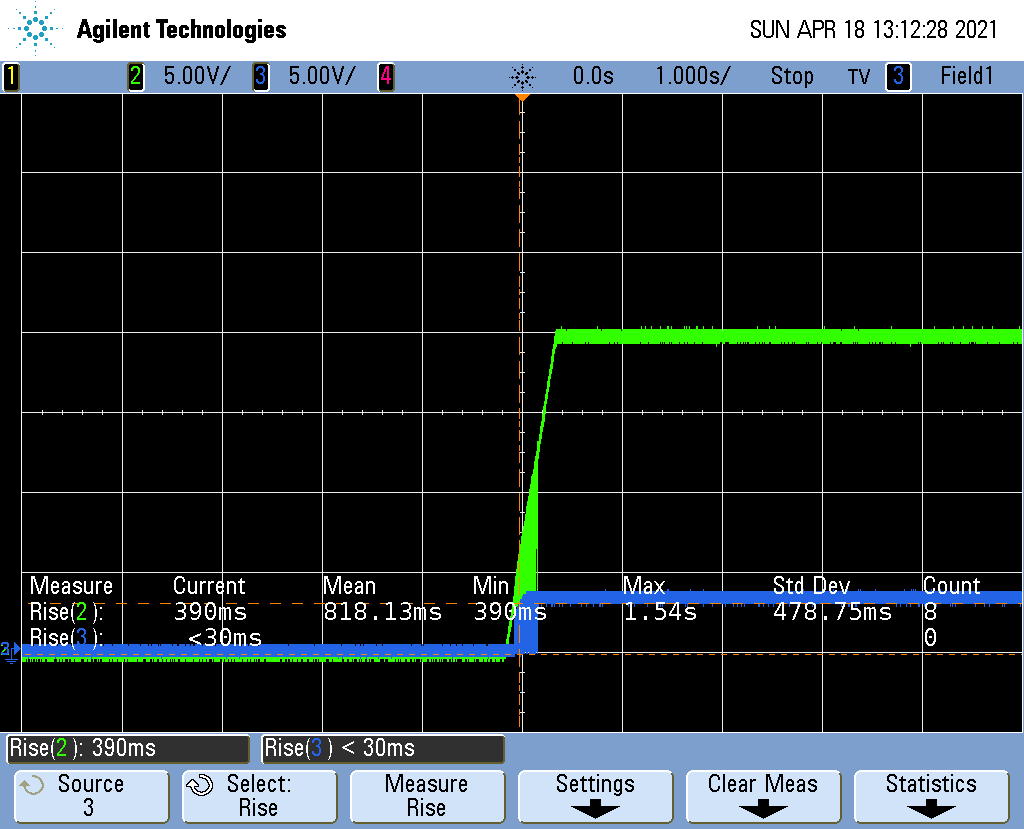 Agilent Technologies SUN APR 18 13:12:28 2021
1 2 5.00V/ 3 5.00V/ 4 0.0s 1.000s/ Stop TV 3 Field1
Measure Current Mean Min Max Std Dev Count
Rise(2): 390ms 818.13ms 390ms 1.54s 478.75ms 8
Rise(3): <30ms 0
2
Rise(2): 390ms Rise(3) < 30ms
Source Select: Measure Settings Clear Meas Statistics
3 Rise Rise